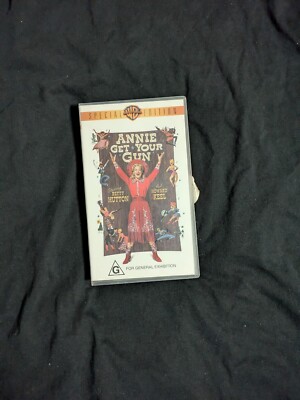 SPECIAL EDITION
ANNIE
GET YOUR
GUN
BETTY
HUTTON
HOWARD
KEEL
G
FOR GENERAL EXHIBITION